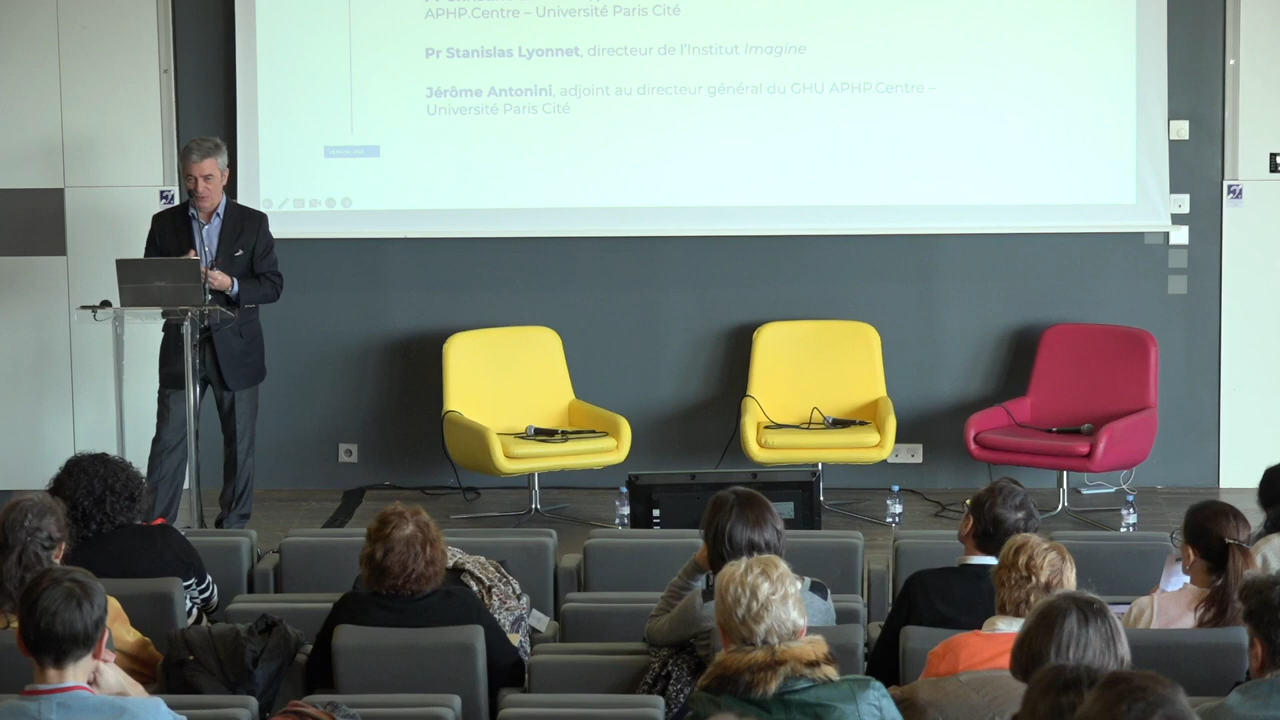 APHP.Centre – Université Paris Cité
Pr Stanislas Lyonnet, directeur de l'Institut Imagine
Jérôme Antonini, adjoint au directeur général du GHU APHP.Centre –
Université Paris Cité